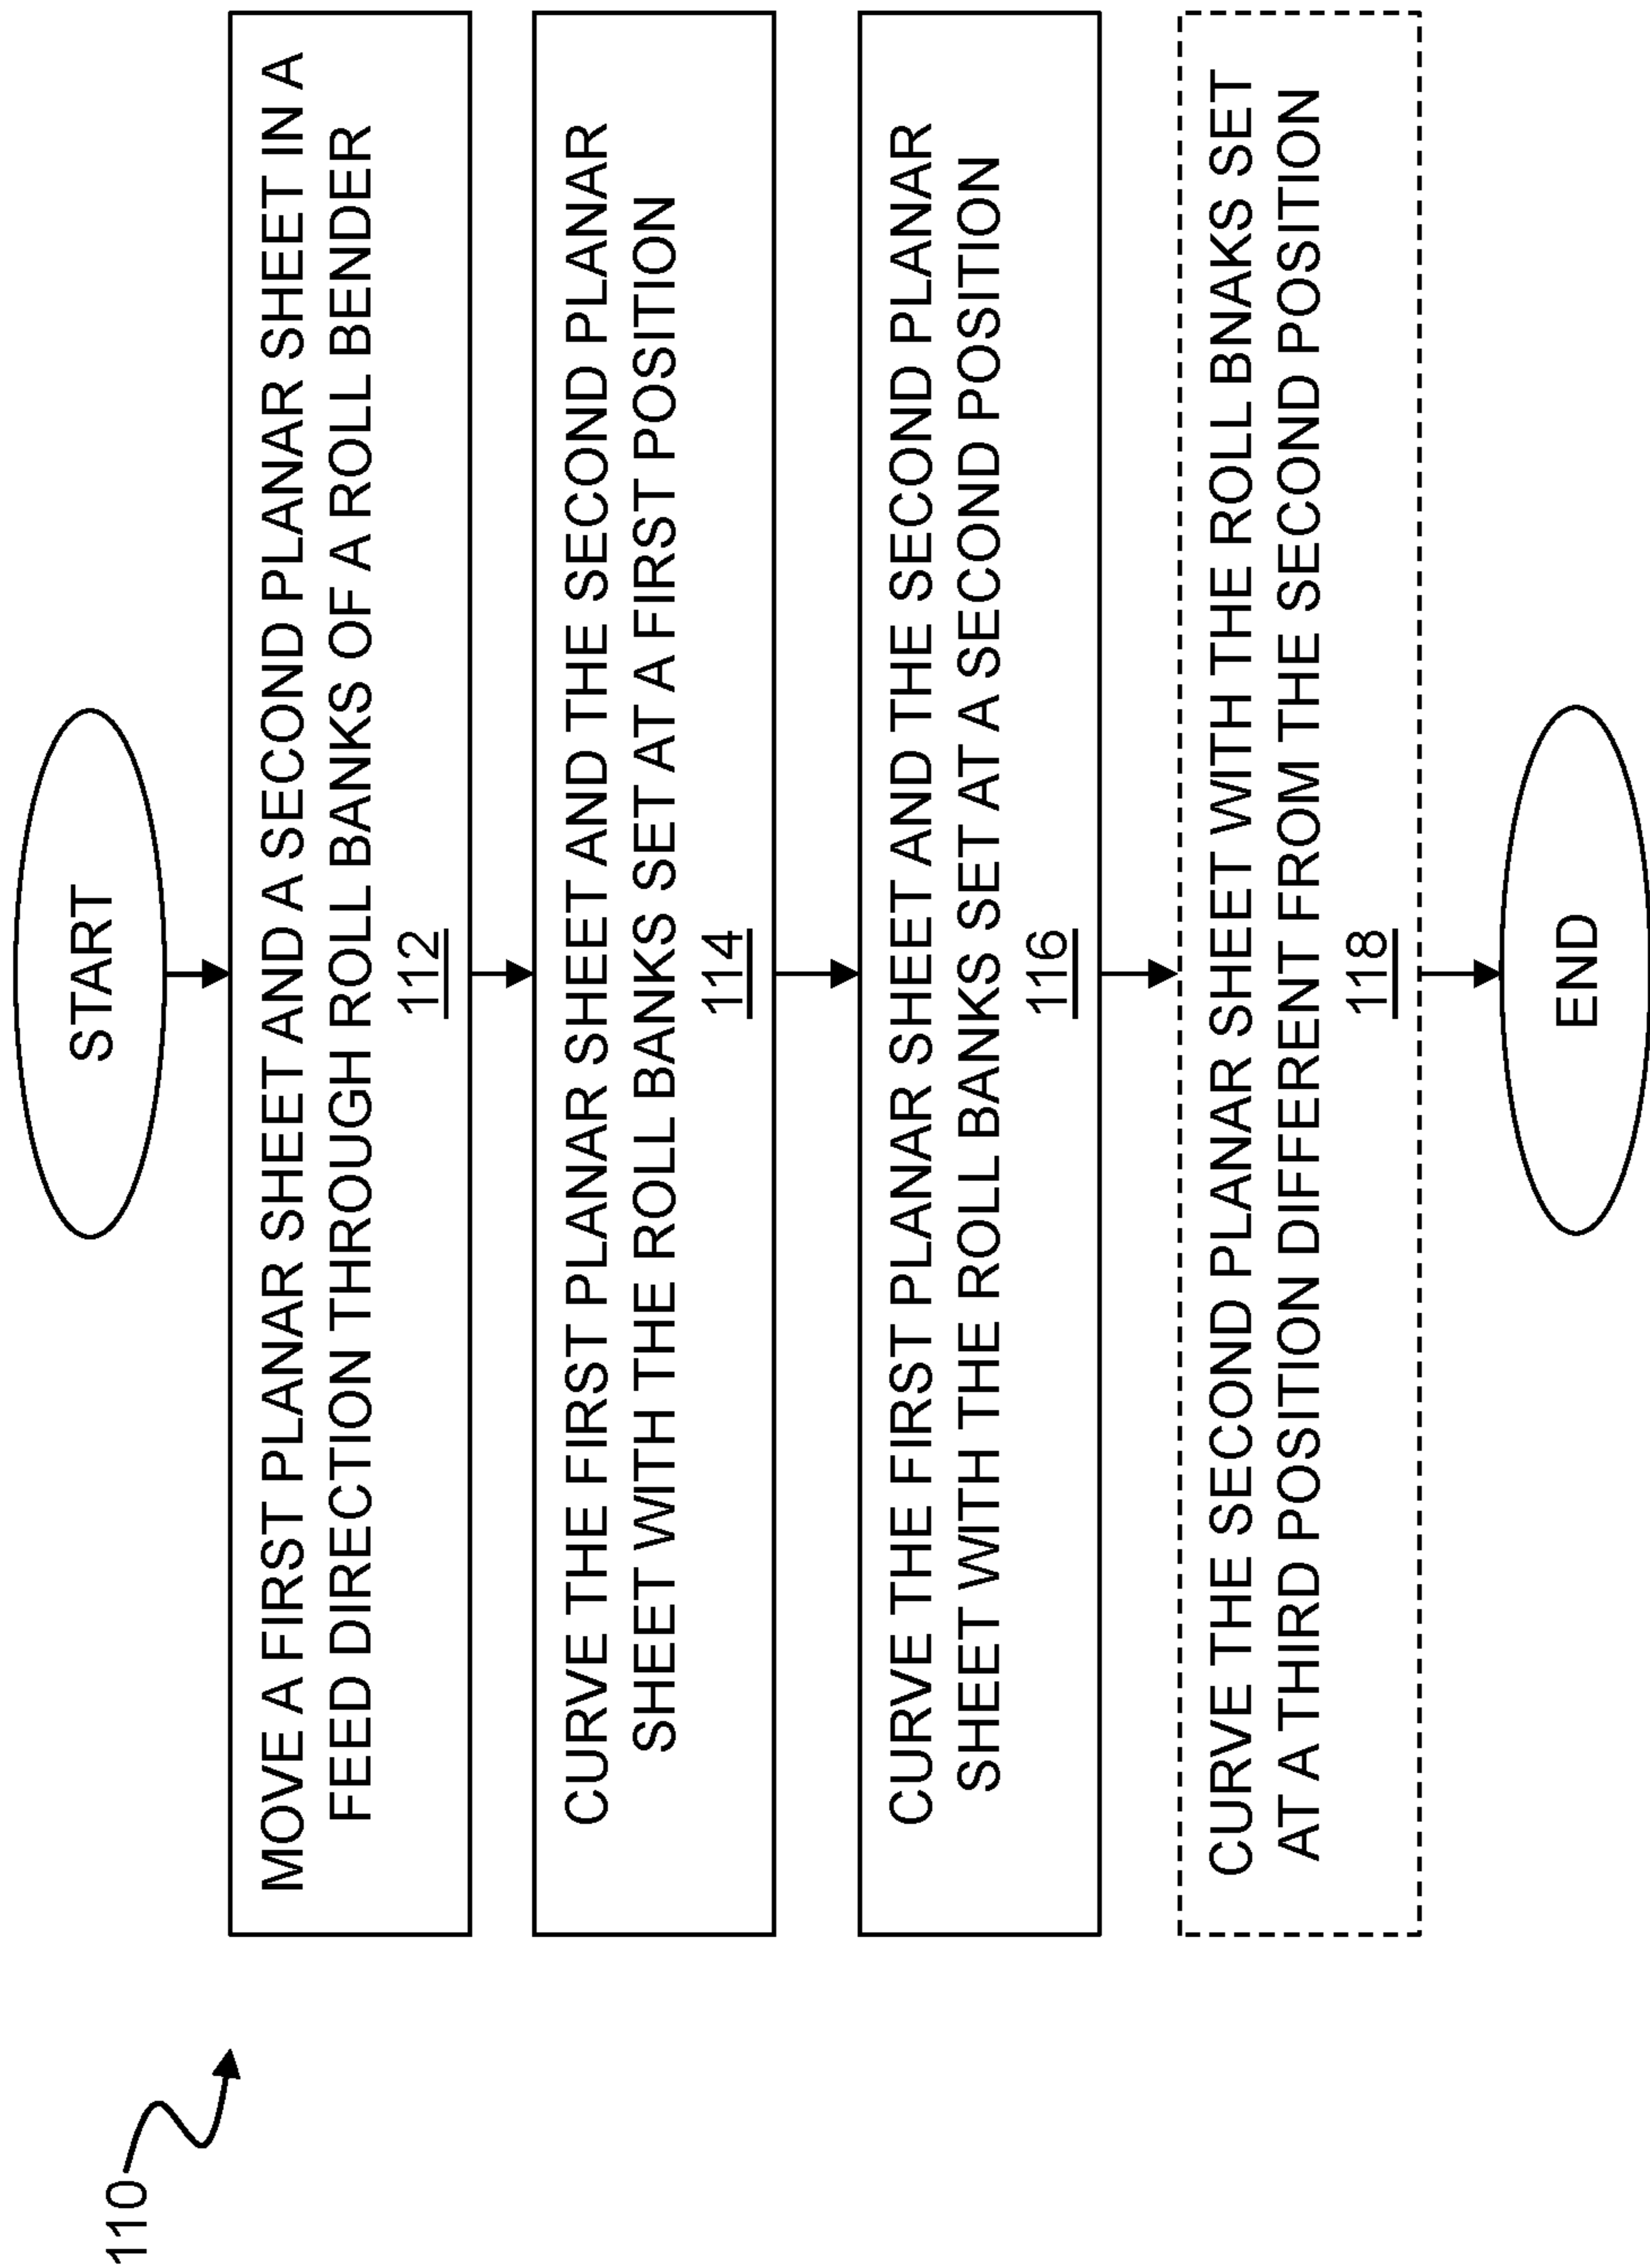 110
START
MOVE A FIRST PLANAR SHEET AND A SECOND PLANAR SHEET IN A
FEED DIRECTION THROUGH ROLL BANKS OF A ROLL BENDER
112
CURVE THE FIRST PLANAR SHEET AND THE SECOND PLANAR
SHEET WITH THE ROLL BANKS SET AT A FIRST POSITION
114
CURVE THE FIRST PLANAR SHEET AND THE SECOND PLANAR
SHEET WITH THE ROLL BANKS SET AT A SECOND POSITION
116
CURVE THE SECOND PLANAR SHEET WITH THE ROLL BNAKS SET
AT A THIRD POSITION DIFFERENT FROM THE SECOND POSITION
118
END